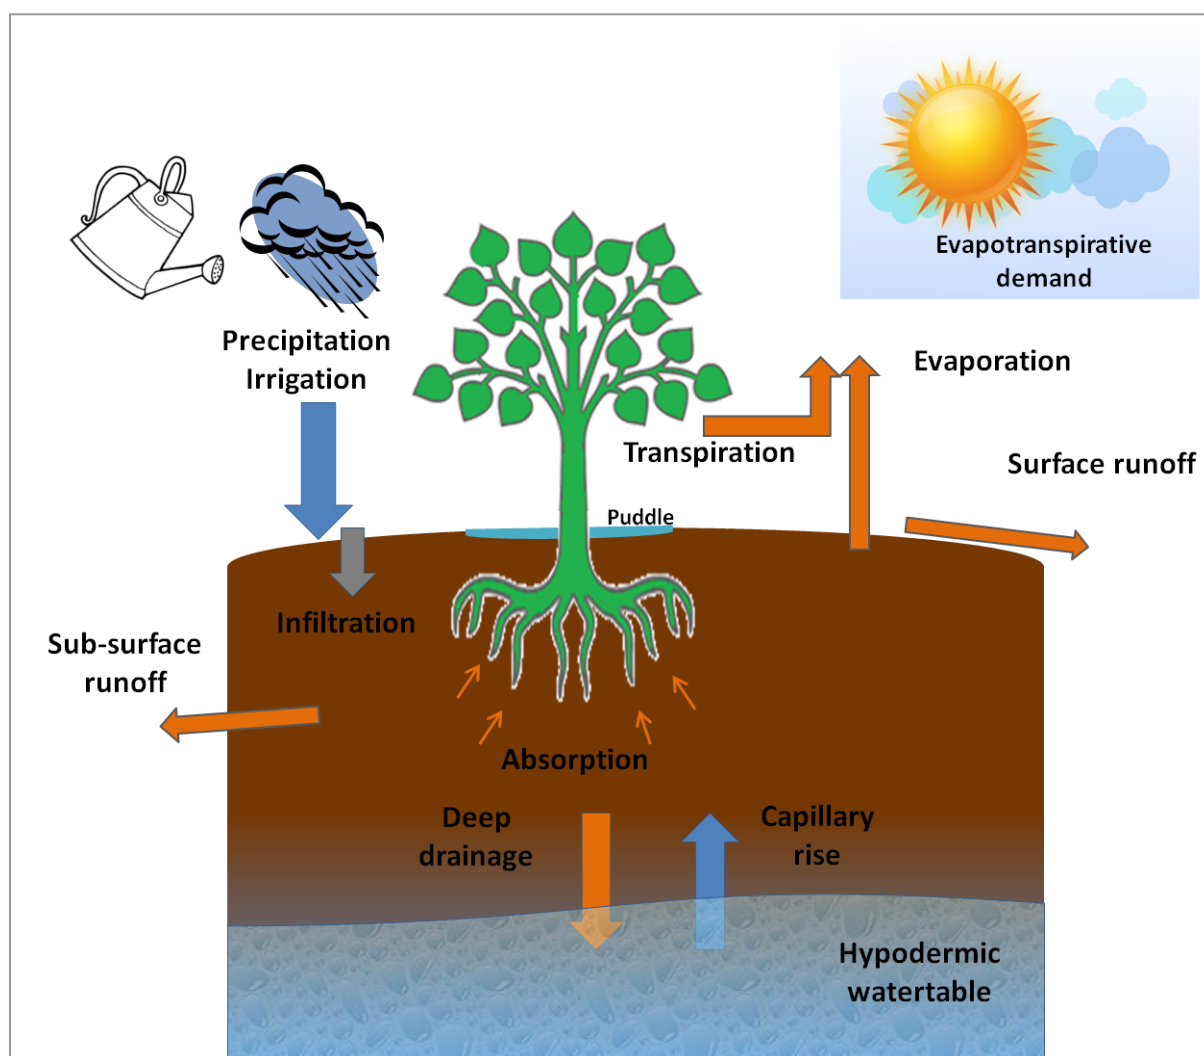 Evapotranspirative
demand
Precipitation
Irrigation
Evaporation
Transpiration
Surface runoff
Puddle
Infiltration
Sub-surface
runoff
Absorption
Deep
drainage
Capillary
rise
Hypodermic
watertable